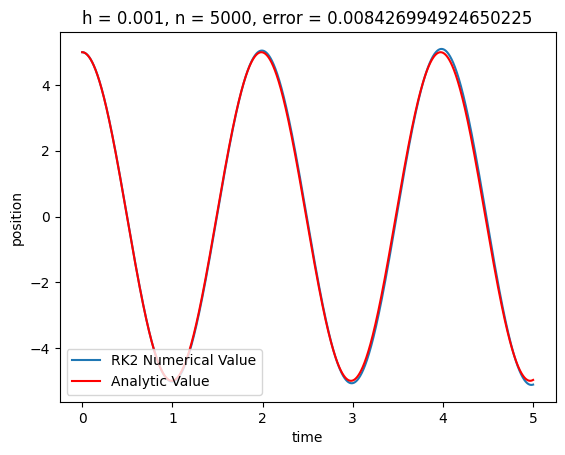 h = 0.001, n = 5000, error = 0.008426994924650225
position
4
2
0
−2
−4
RK2 Numerical Value
Analytic Value
0 1 2 3 4 5
time